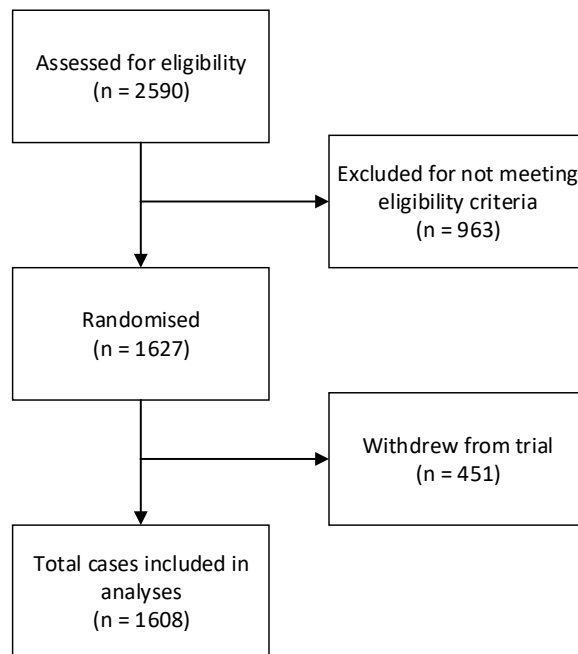 Assessed for eligibility
(n = 2590)
Excluded for not meeting
eligibility criteria
(n = 963)
Randomised
(n = 1627)
Withdrew from trial
(n = 451)
Total cases included in
analyses
(n = 1608)